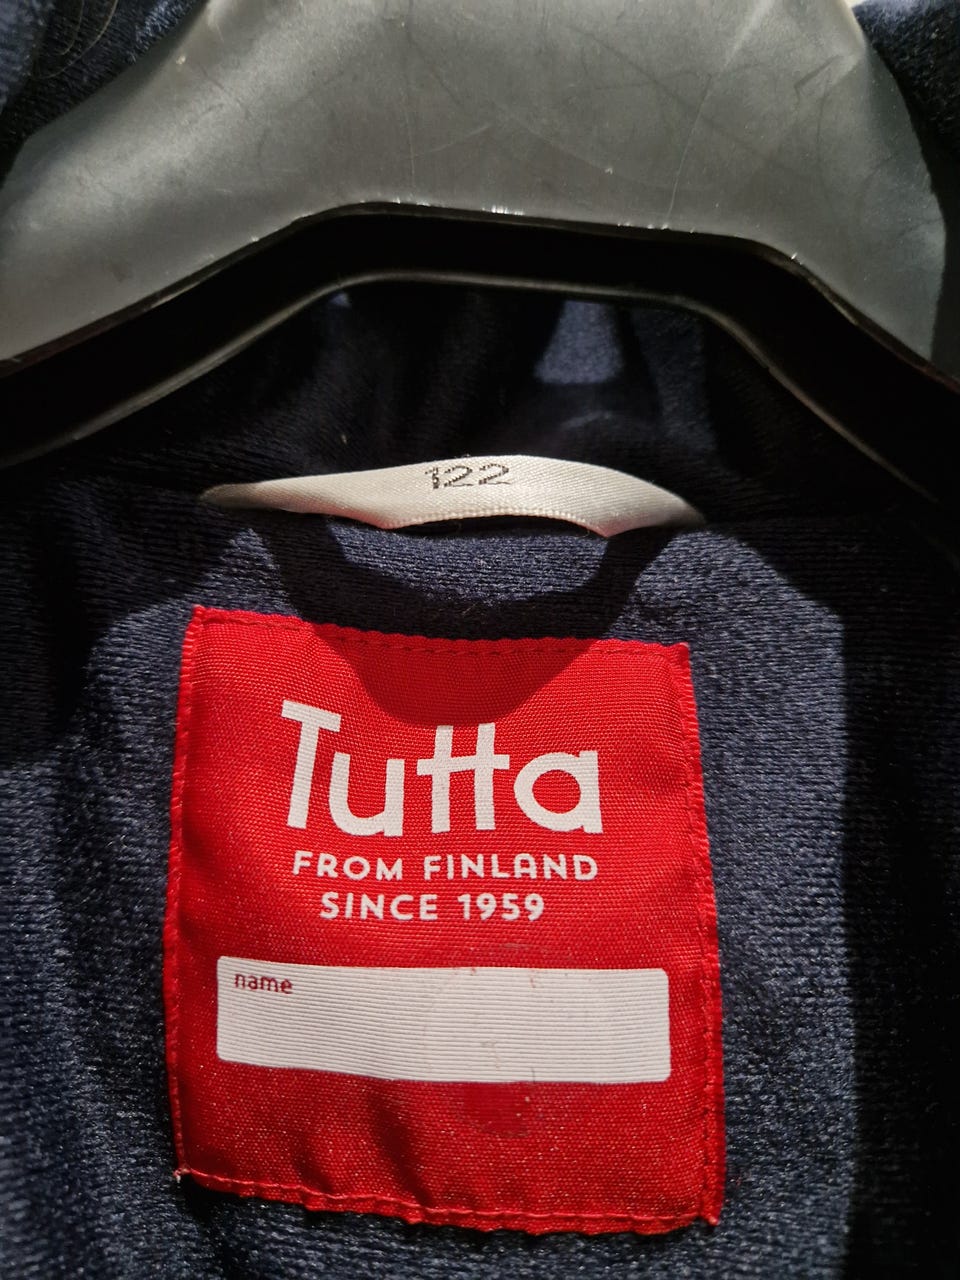 122
Tutta
FROM FINLAND
SINCE 1959
name